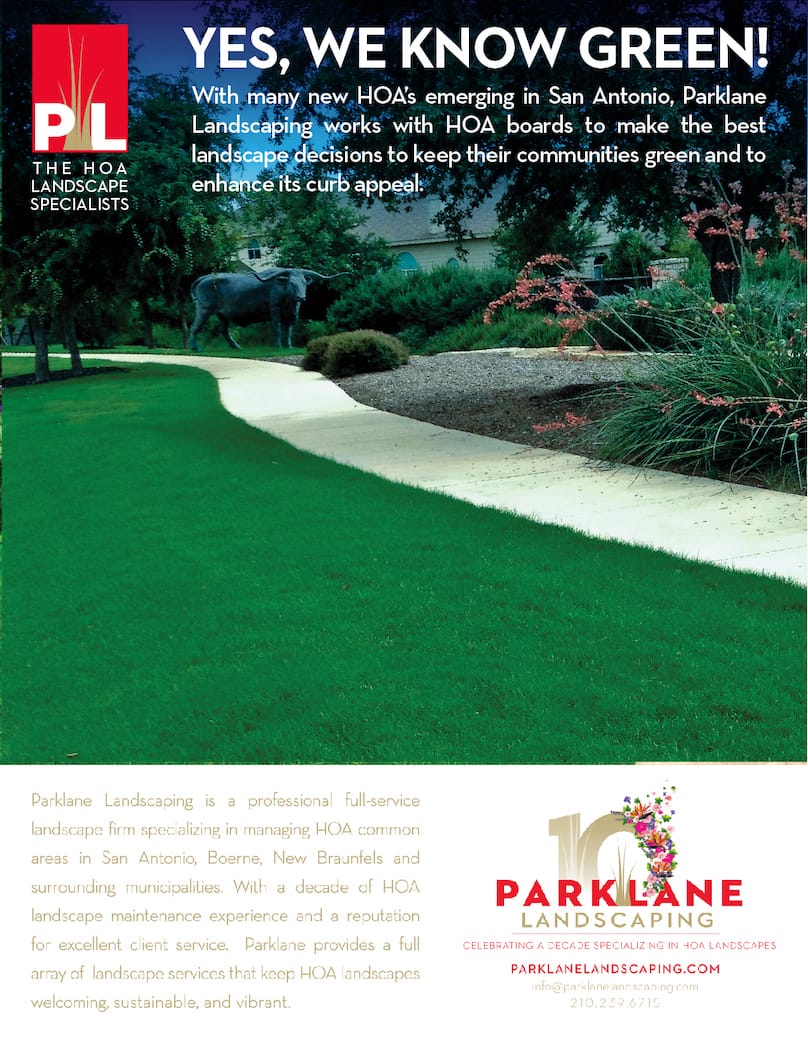 YES, WE KNOW GREEN!
With many new HOA's emerging in San Antonio, Parklane
Landscaping works with HOA boards to make the best
landscape decisions to keep their communities green and to
enhance its curb appeal.
PL
THE HOA
LANDSCAPE
SPECIALISTS
Parklane Landscaping is a professional full-service
landscape firm specializing in managing HOA common
areas in San Antonio, Boerne, New Braunfels and
surrounding municipalities. With a decade of HOA
landscape maintenance experience and a reputation
for excellent client service. Parklane provides a full
array of landscape services that keep HOA landscapes
welcoming, sustainable, and vibrant.
10
PARKLANE
LANDSCAPING
CELEBRATING A DECADE SPECIALIZING IN HOA LANDSCAPES
PARKLANELANDSCAPING.COM
info@parklanelandscaping.com
210.239.6715